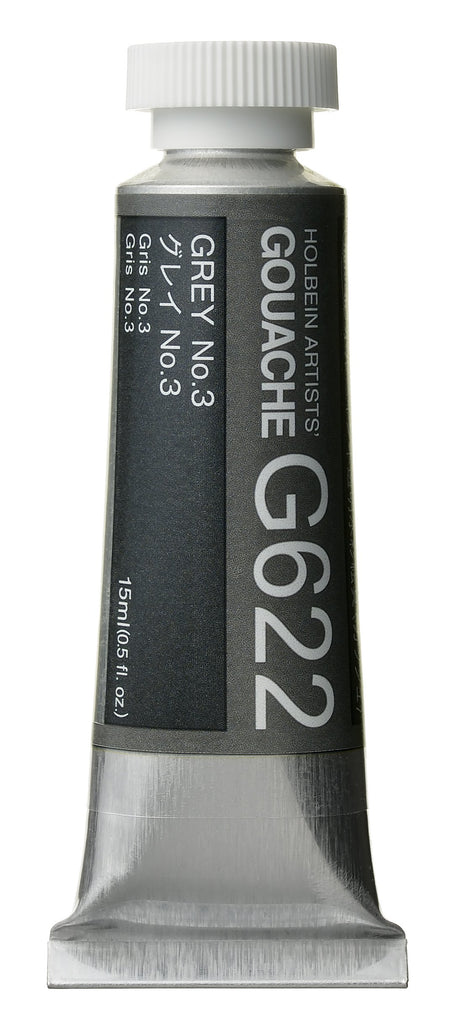 HOLBEIN ARTISTS'
GOUACHE G622
GREY No.3
グレイ No.3
Gris No.3
Gris No.3
15ml(0.5 fl. oz.)